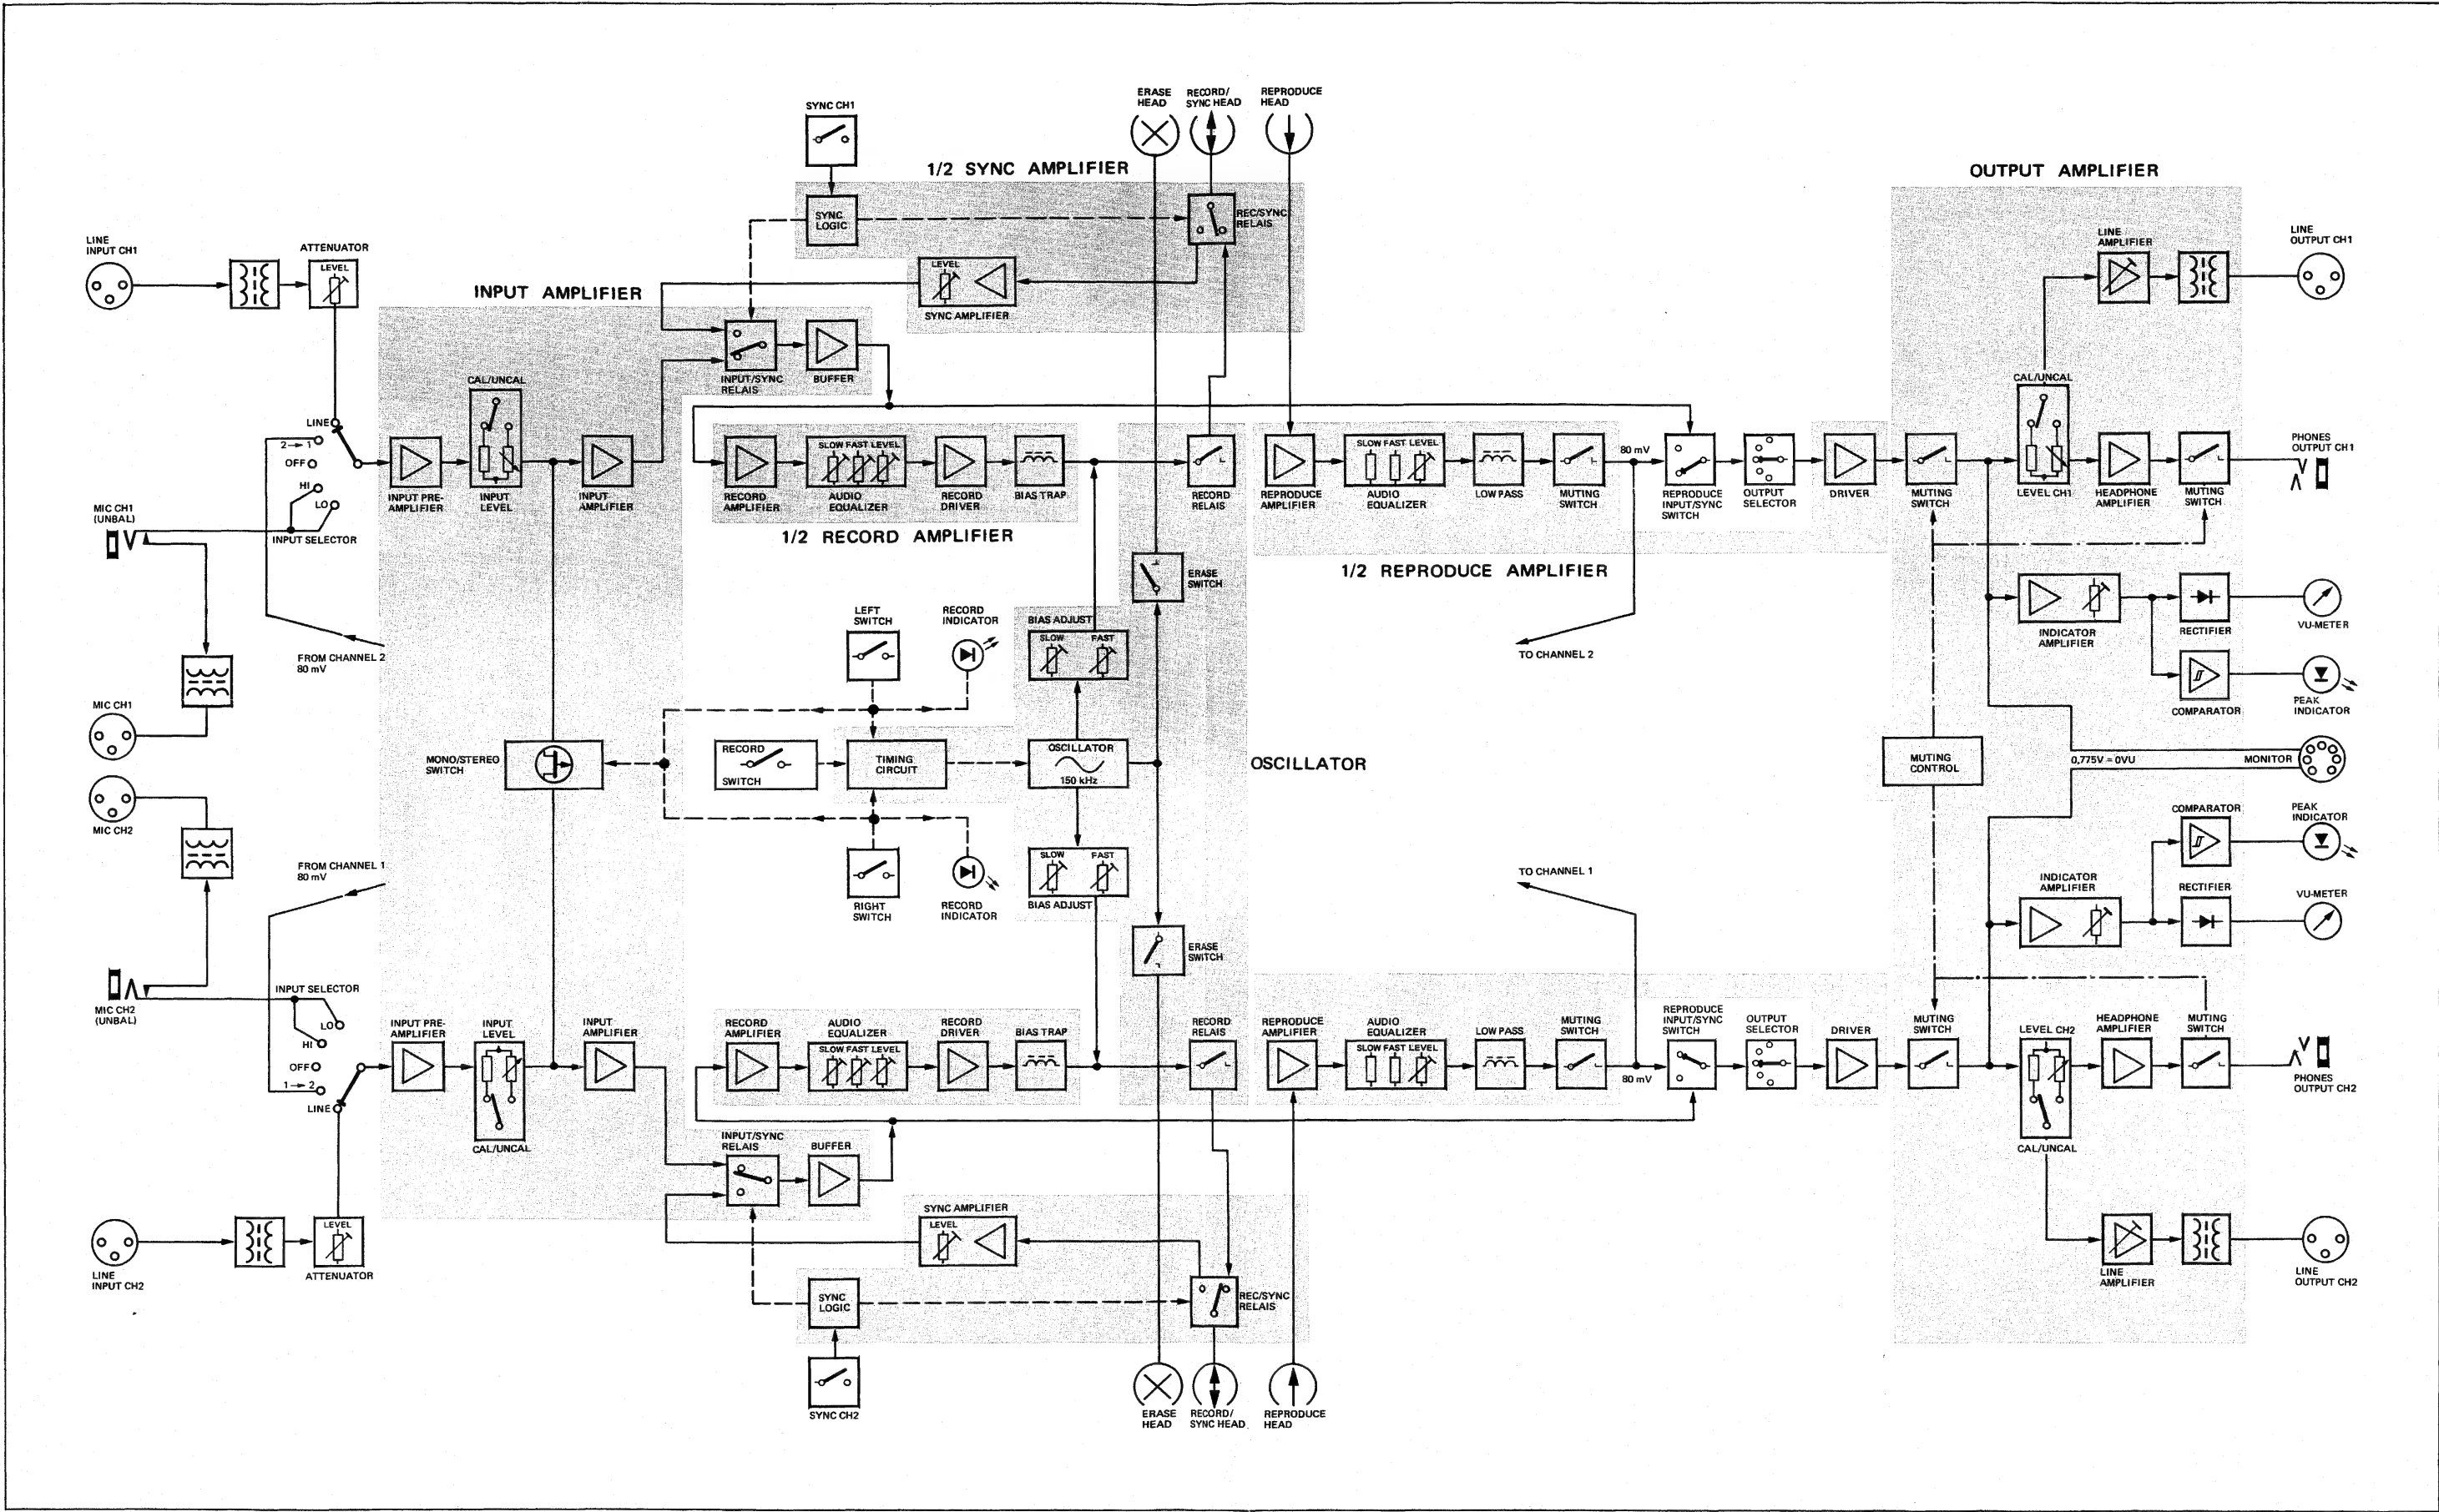 SYNC CH1
ERASE
HEAD
RECORD/
SYNC HEAD
REPRODUCE
HEAD
1/2 SYNC AMPLIFIER
OUTPUT AMPLIFIER
SYNC
LOGIC
REC/SYNC
RELAIS
LINE
INPUT CH1
ATTENUATOR
LEVEL
LEVEL
SYNC AMPLIFIER
LINE
AMPLIFIER
LINE
OUTPUT CH1
INPUT AMPLIFIER
INPUT/SYNC
RELAIS
BUFFER
CAL/UNCAL
CAL/UNCAL
LINE
2→1
OFF
HI
LO
INPUT SELECTOR
MIC CH1
(UNBAL)
INPUT PRE-
AMPLIFIER
INPUT
LEVEL
INPUT
AMPLIFIER
RECORD
AMPLIFIER
SLOW FAST LEVEL
AUDIO
EQUALIZER
RECORD
DRIVER
BIAS TRAP
RECORD
RELAIS
REPRODUCE
AMPLIFIER
SLOW FAST LEVEL
AUDIO
EQUALIZER
LOW PASS
MUTING
SWITCH
80 mV
REPRODUCE
INPUT/SYNC
SWITCH
OUTPUT
SELECTOR
DRIVER
MUTING
SWITCH
LEVEL CH1
HEADPHONE
AMPLIFIER
MUTING
SWITCH
PHONES
OUTPUT CH1
1/2 RECORD AMPLIFIER
1/2 REPRODUCE AMPLIFIER
ERASE
SWITCH
LEFT
SWITCH
RECORD
INDICATOR
BIAS ADJUST
SLOW FAST
FROM CHANNEL 2
80 mV
TO CHANNEL 2
INDICATOR
AMPLIFIER
RECTIFIER
VU-METER
COMPARATOR
PEAK
INDICATOR
MIC CH1
MONO/STEREO
SWITCH
RECORD
SWITCH
TIMING
CIRCUIT
OSCILLATOR
150 kHz
OSCILLATOR
MUTING
CONTROL
0,775V = 0VU
MONITOR
MIC CH2
FROM CHANNEL 1
80 mV
RIGHT
SWITCH
RECORD
INDICATOR
SLOW FAST
BIAS ADJUST
TO CHANNEL 1
COMPARATOR
PEAK
INDICATOR
INDICATOR
AMPLIFIER
RECTIFIER
VU-METER
ERASE
SWITCH
MIC CH2
(UNBAL)
INPUT SELECTOR
LO
HI
OFF
1→2
LINE
INPUT PRE-
AMPLIFIER
INPUT
LEVEL
INPUT
AMPLIFIER
RECORD
AMPLIFIER
AUDIO
EQUALIZER
SLOW FAST LEVEL
RECORD
DRIVER
BIAS TRAP
RECORD
RELAIS
REPRODUCE
AMPLIFIER
AUDIO
EQUALIZER
SLOW FAST LEVEL
LOW PASS
MUTING
SWITCH
80 mV
REPRODUCE
INPUT/SYNC
SWITCH
OUTPUT
SELECTOR
DRIVER
MUTING
SWITCH
LEVEL CH2
HEADPHONE
AMPLIFIER
MUTING
SWITCH
PHONES
OUTPUT CH2
CAL/UNCAL
CAL/UNCAL
INPUT/SYNC
RELAIS
BUFFER
SYNC AMPLIFIER
LEVEL
LINE
INPUT CH2
LEVEL
ATTENUATOR
SYNC
LOGIC
REC/SYNC
RELAIS
LINE
AMPLIFIER
LINE
OUTPUT CH2
SYNC CH2
ERASE
HEAD
RECORD/
SYNC HEAD
REPRODUCE
HEAD